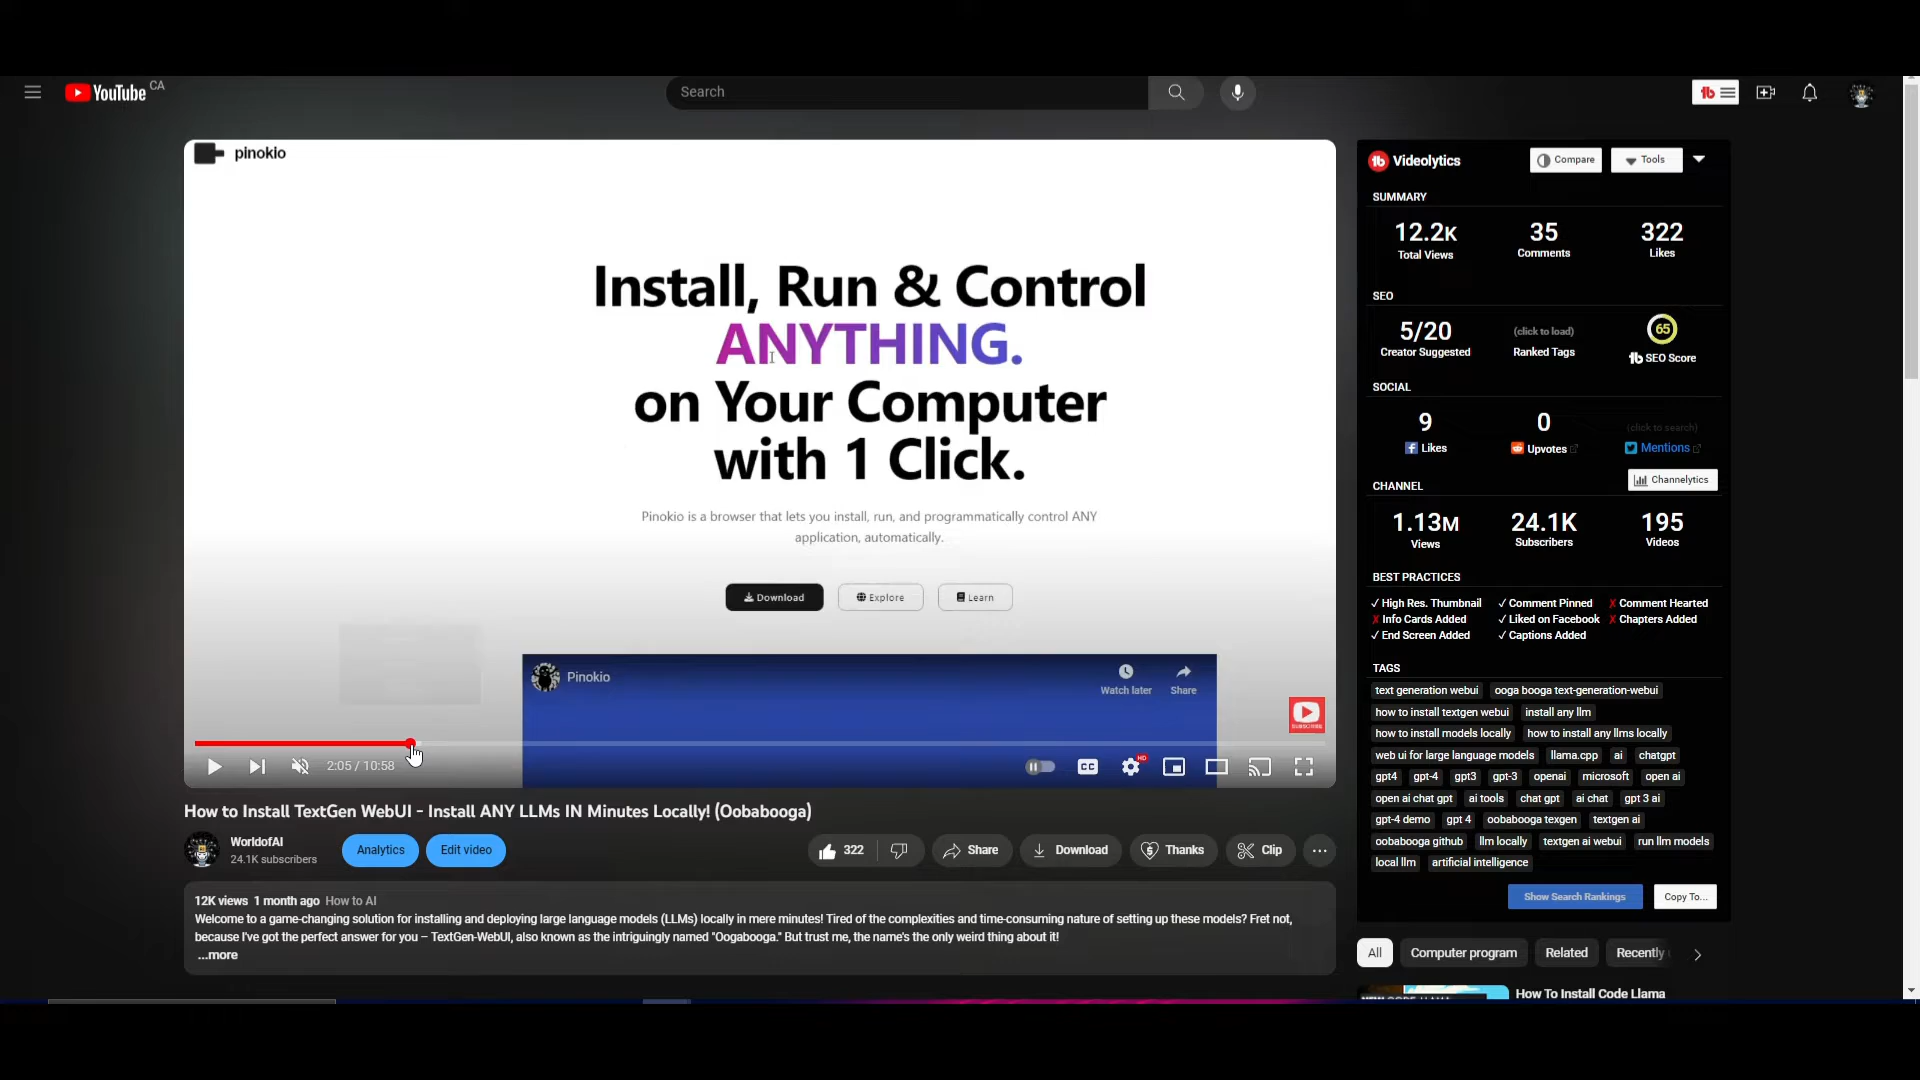 YouTube CA
Search
pinokio
Install, Run & Control
ANYTHING.
on Your Computer
with 1 Click.
Pinokio is a browser that lets you install, run, and programmatically control ANY
application, automatically.
Download Explore Learn
Pinokio
Watch later Share
SUBSCRIBE
2:05 / 10:58
CC HD
How to Install TextGen WebUI - Install ANY LLMs IN Minutes Locally! (Oobabooga)
WorldofAI
24.1K subscribers
Analytics Edit video
322 Share Download Thanks Clip ...
12K views 1 month ago How to AI
Welcome to a game-changing solution for installing and deploying large language models (LLMs) locally in mere minutes! Tired of the complexities and time-consuming nature of setting up these models? Fret not,
because I've got the perfect answer for you – TextGen-WebUI, also known as the intriguingly named "Oogabooga." But trust me, the name's the only weird thing about it!
...more
tb
tb Videolytics Compare Tools
SUMMARY
12.2K 35 322
Total Views Comments Likes
SEO
5/20 (click to load) 65
Creator Suggested Ranked Tags tb SEO Score
SOCIAL
9 0 (click to search)
Likes Upvotes Mentions
CHANNEL Channelytics
1.13M 24.1K 195
Views Subscribers Videos
BEST PRACTICES
✓ High Res. Thumbnail ✓ Comment Pinned ✗ Comment Hearted
✗ Info Cards Added ✓ Liked on Facebook ✗ Chapters Added
✓ End Screen Added ✓ Captions Added
TAGS
text generation webui ooga booga text-generation-webui
how to install textgen webui install any llm
how to install models locally how to install any llms locally
web ui for large language models llama.cpp ai chatgpt
gpt4 gpt-4 gpt3 gpt-3 openai microsoft open ai
open ai chat gpt ai tools chat gpt ai chat gpt 3 ai
gpt-4 demo gpt 4 oobabooga texgen textgen ai
oobabooga github llm locally textgen ai webui run llm models
local llm artificial intelligence
Show Search Rankings Copy To...
All Computer program Related Recently
How To Install Code Llama